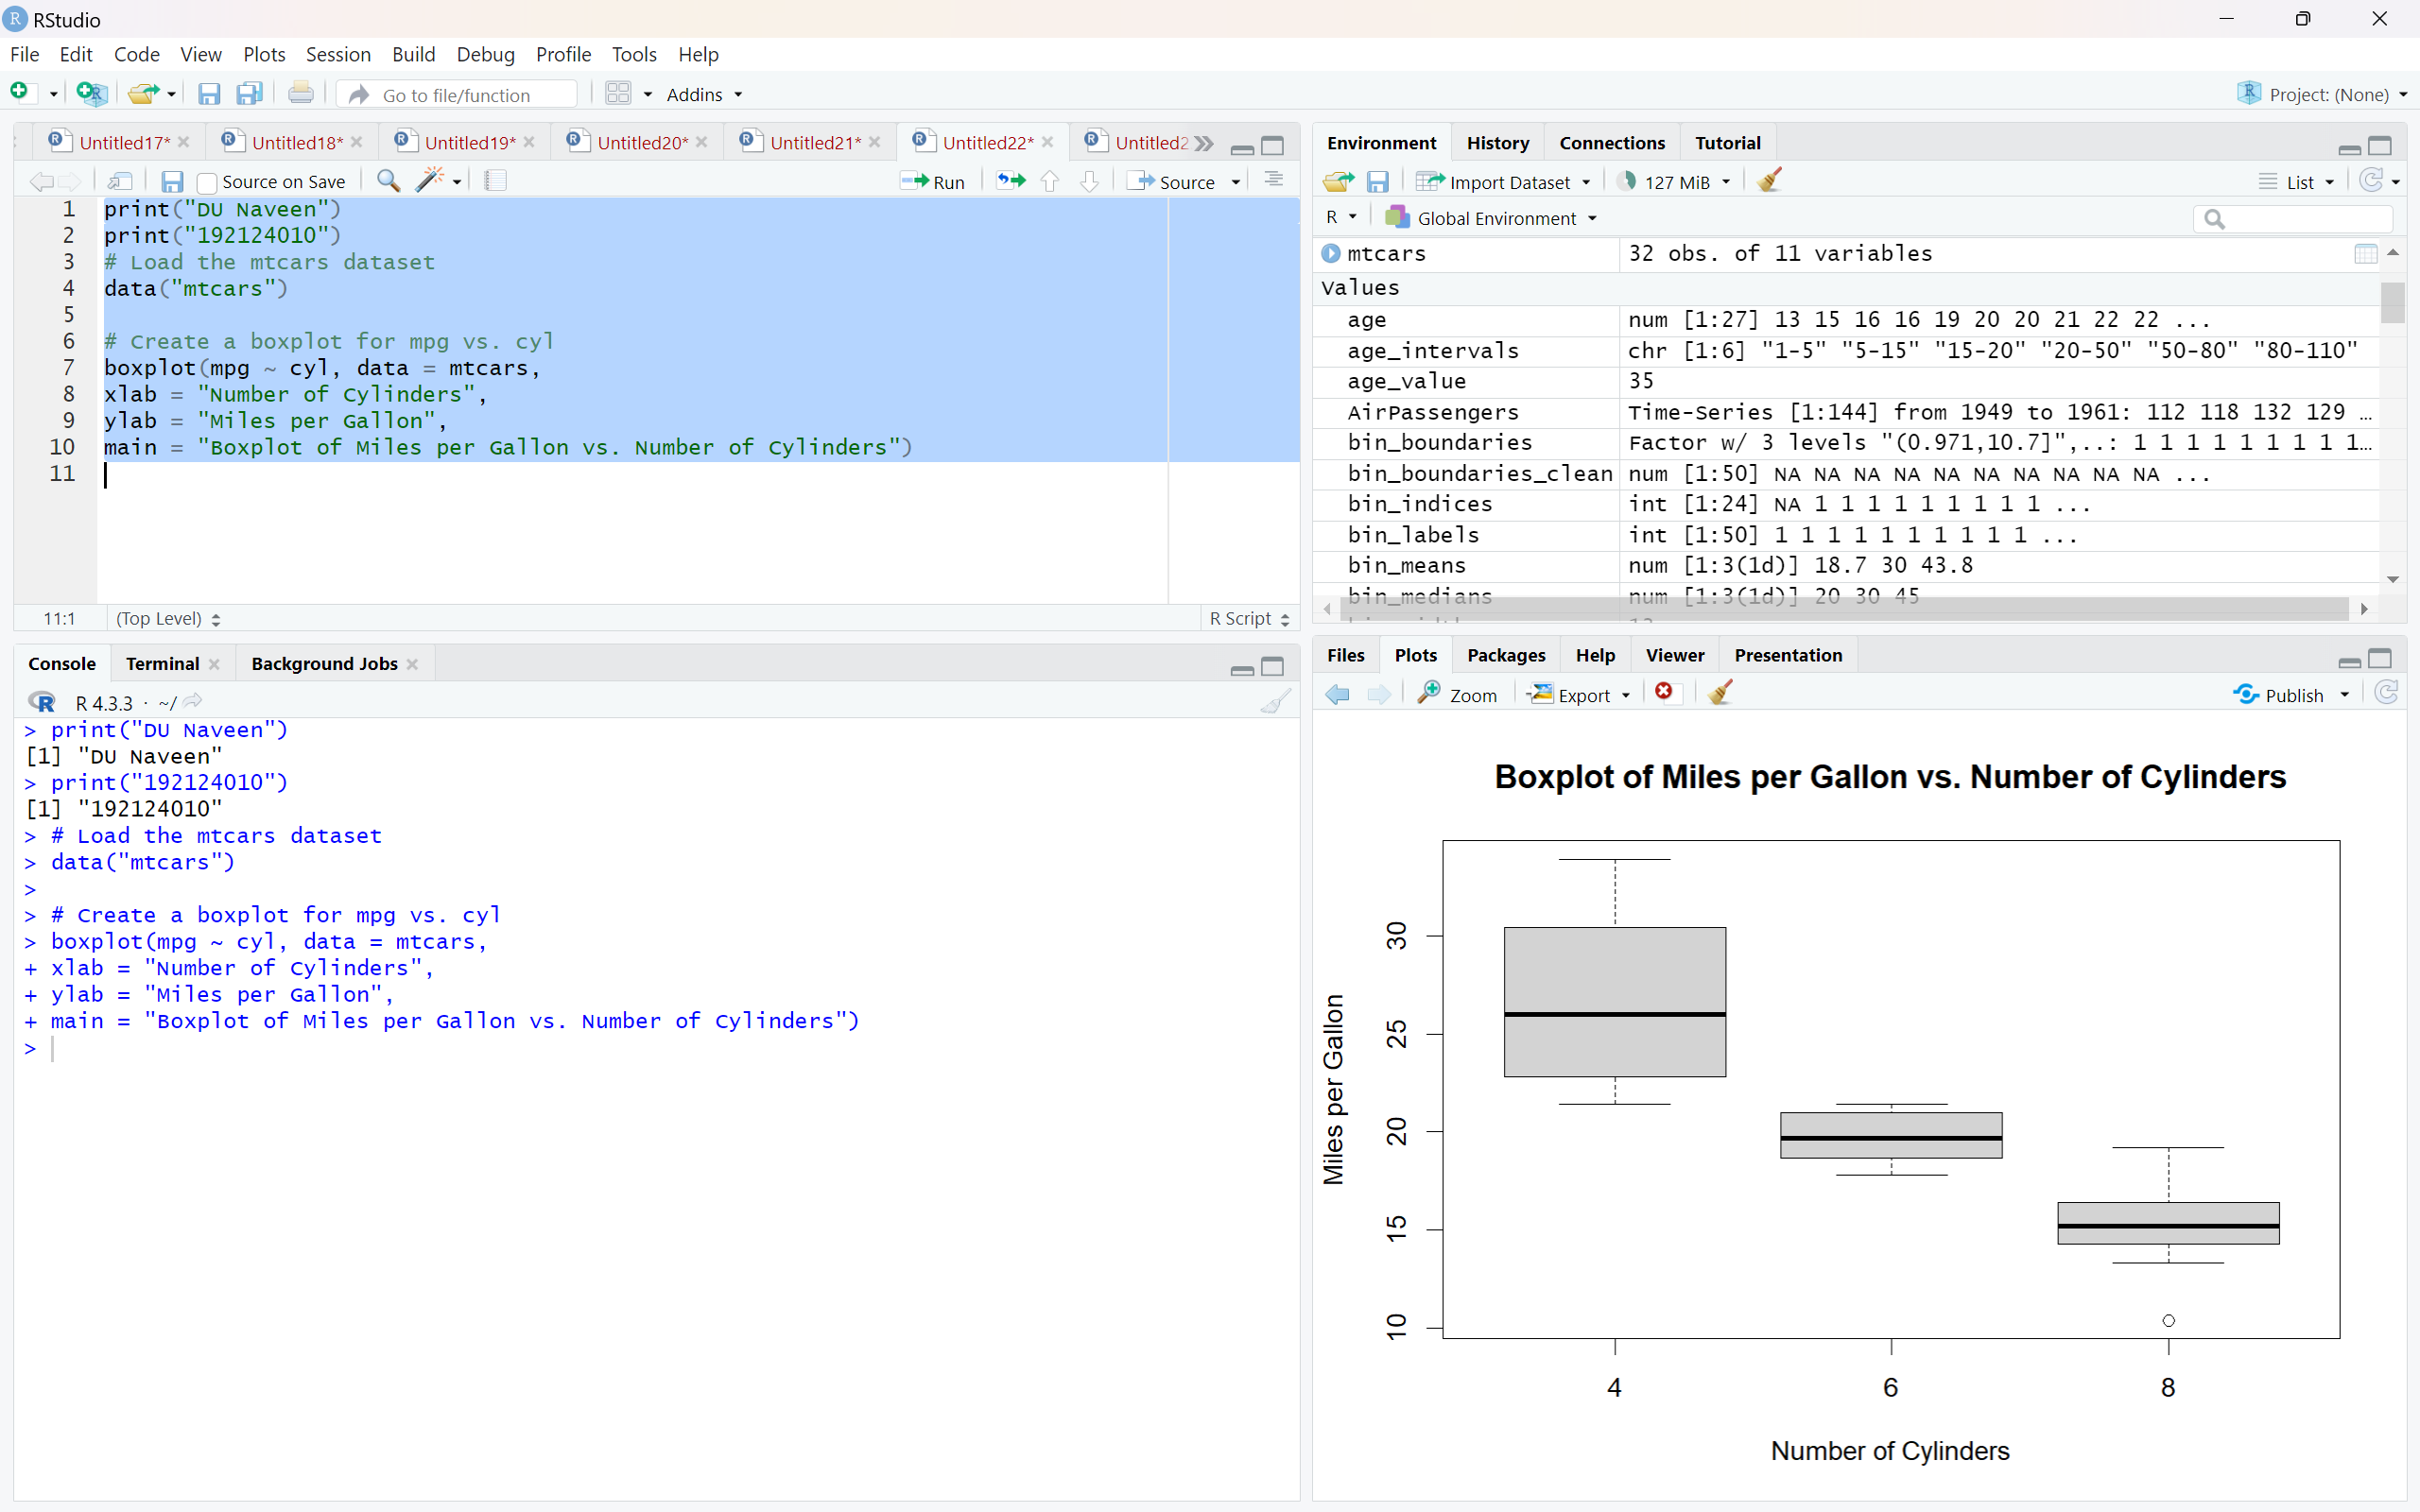 RStudio
File Edit Code View Plots Session Build Debug Profile Tools Help
Go to file/function Addins Project: (None)
Untitled17* Untitled18* Untitled19* Untitled20* Untitled21* Untitled22* Untitled2
Source on Save Run Source
1 print("DU Naveen")
2 print("192124010")
3 # Load the mtcars dataset
4 data("mtcars")
5
6 # Create a boxplot for mpg vs. cyl
7 boxplot(mpg ~ cyl, data = mtcars,
8 xlab = "Number of Cylinders",
9 ylab = "Miles per Gallon",
10 main = "Boxplot of Miles per Gallon vs. Number of Cylinders")
11
11:1 (Top Level) R Script
Console Terminal Background Jobs
R 4.3.3 · ~/
> print("DU Naveen")
[1] "DU Naveen"
> print("192124010")
[1] "192124010"
> # Load the mtcars dataset
> data("mtcars")
>
> # Create a boxplot for mpg vs. cyl
> boxplot(mpg ~ cyl, data = mtcars,
+ xlab = "Number of Cylinders",
+ ylab = "Miles per Gallon",
+ main = "Boxplot of Miles per Gallon vs. Number of Cylinders")
>
Environment History Connections Tutorial
Import Dataset 127 MiB List
R Global Environment
mtcars 32 obs. of 11 variables
Values
age num [1:27] 13 15 16 16 19 20 20 21 22 22 ...
age_intervals chr [1:6] "1-5" "5-15" "15-20" "20-50" "50-80" "80-110"
age_value 35
AirPassengers Time-Series [1:144] from 1949 to 1961: 112 118 132 129 …
bin_boundaries Factor w/ 3 levels "(0.971,10.7]",..: 1 1 1 1 1 1 1 1 1…
bin_boundaries_clean num [1:50] NA NA NA NA NA NA NA NA NA NA ...
bin_indices int [1:24] NA 1 1 1 1 1 1 1 1 1 ...
bin_labels int [1:50] 1 1 1 1 1 1 1 1 1 1 ...
bin_means num [1:3(1d)] 18.7 30 43.8
bin_medians num [1:3(1d)] 20 30 45
Files Plots Packages Help Viewer Presentation
Zoom Export Publish
Boxplot of Miles per Gallon vs. Number of Cylinders
Miles per Gallon
30
25
20
15
10
4 6 8
Number of Cylinders